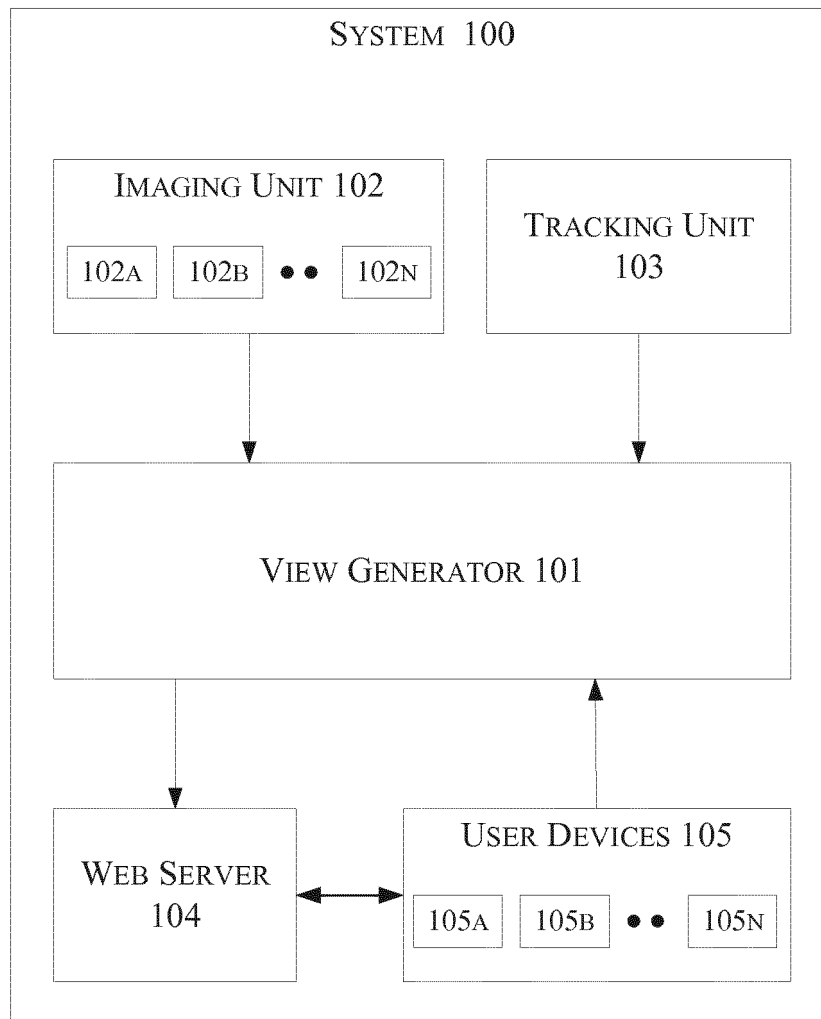 SYSTEM 100
IMAGING UNIT 102
102A 102B •• 102N
TRACKING UNIT
103
VIEW GENERATOR 101
WEB SERVER
104
USER DEVICES 105
105A 105B •• 105N